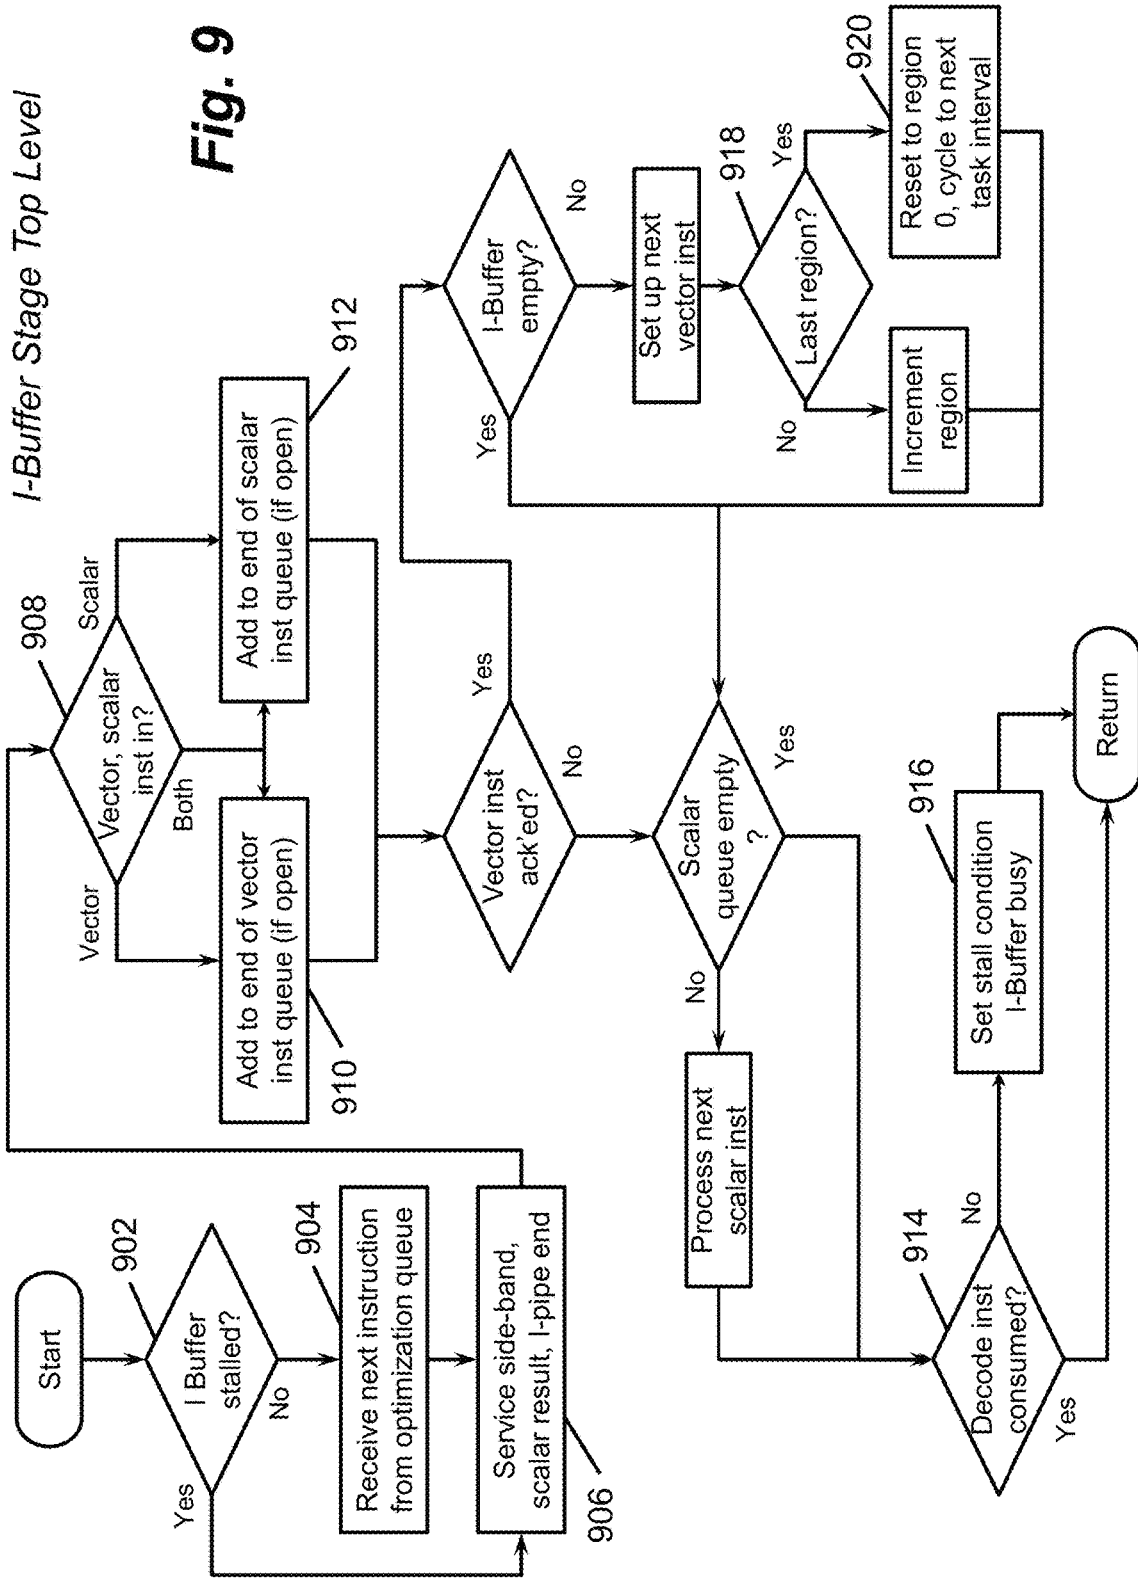 I-Buffer Stage Top Level
Fig. 9
Start
902
I Buffer
stalled?
Yes
No
904
Receive next instruction
from optimization queue
Service side-band,
scalar result, I-pipe end
906
908
Vector, scalar
inst in?
Vector
Both
Scalar
Add to end of vector
inst queue (if open)
910
Add to end of scalar
inst queue (if open)
912
Vector inst
ack'ed?
Yes
No
I-Buffer
empty?
Yes
No
Set up next
vector inst
918
Last region?
No
Yes
Increment
region
920
Reset to region
0, cycle to next
task interval
Scalar
queue empty
?
No
Yes
Process next
scalar inst
914
Decode inst
consumed?
No
Yes
916
Set stall condition
I-Buffer busy
Return